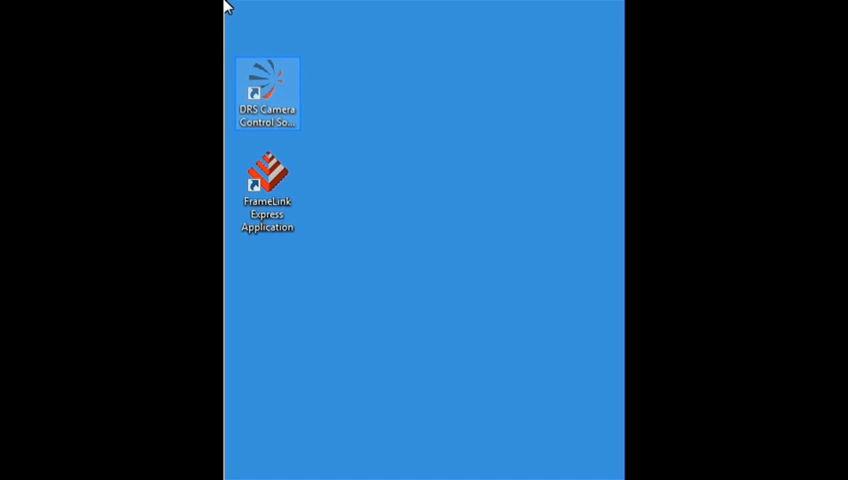 DRS Camera
Control So...
FrameLink
Express
Application